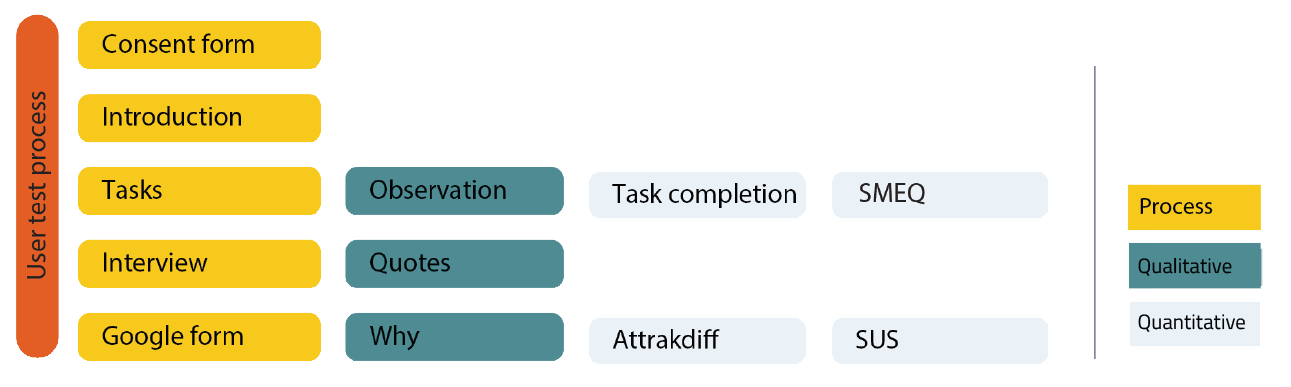 User test process
Consent form
Introduction
Tasks
Observation
Task completion
SMEQ
Interview
Quotes
Google form
Why
Attrakdiff
SUS
Process
Qualitative
Quantitative